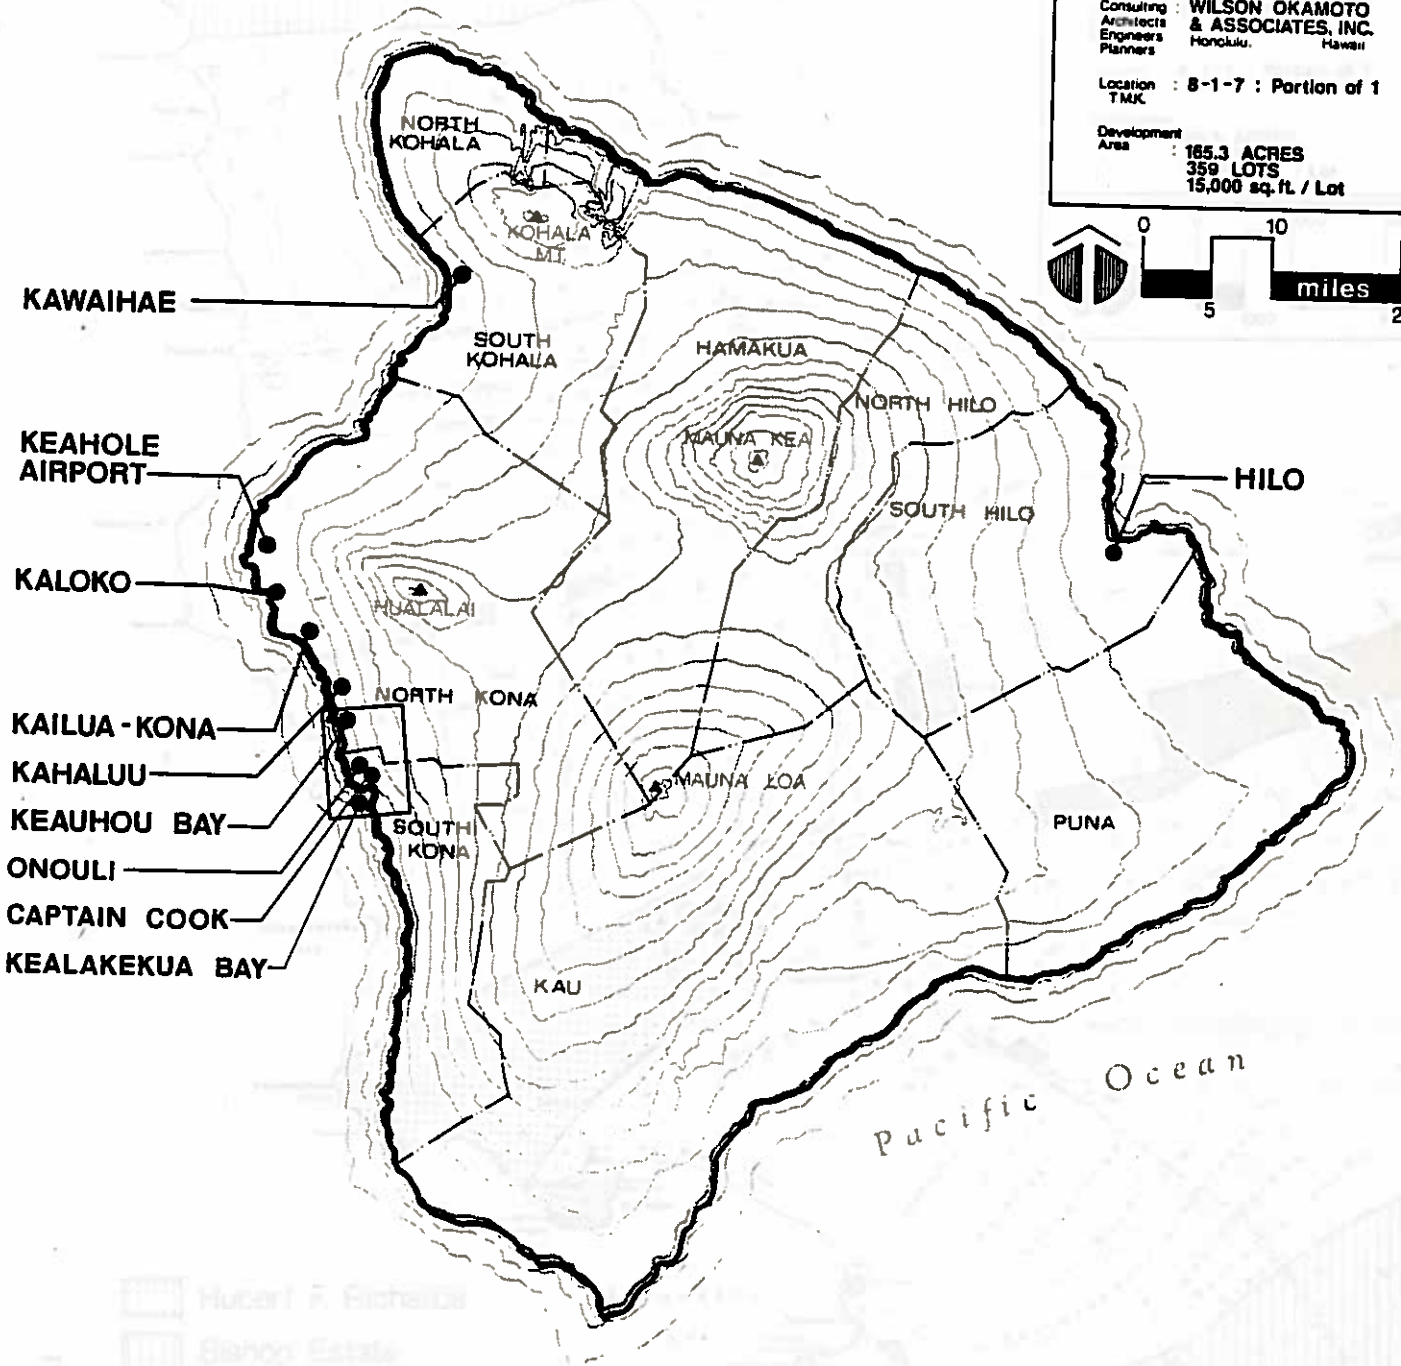 Consulting : WILSON OKAMOTO
Architects & ASSOCIATES, INC.
Engineers Honolulu. Hawaii
Planners
Location : 8-1-7 : Portion of 1
TMK
Development
Area : 165.3 ACRES
359 LOTS
15,000 sq. ft. / Lot
0 10
miles
5 2
NORTH
KOHALA
KOHALA
MT.
KAWAIHAE
SOUTH
KOHALA
HAMAKUA
NORTH HILO
KEAHOLE
AIRPORT
MAUNA KEA
HILO
SOUTH HILO
KALOKO
HUALALAI
NORTH KONA
KAILUA-KONA
KAHALUU
MAUNA LOA
KEAUHOU BAY
SOUTH
KONA
PUNA
ONOULI
CAPTAIN COOK
KEALAKEKUA BAY
KAU
Pacific Ocean
Bishop Estate